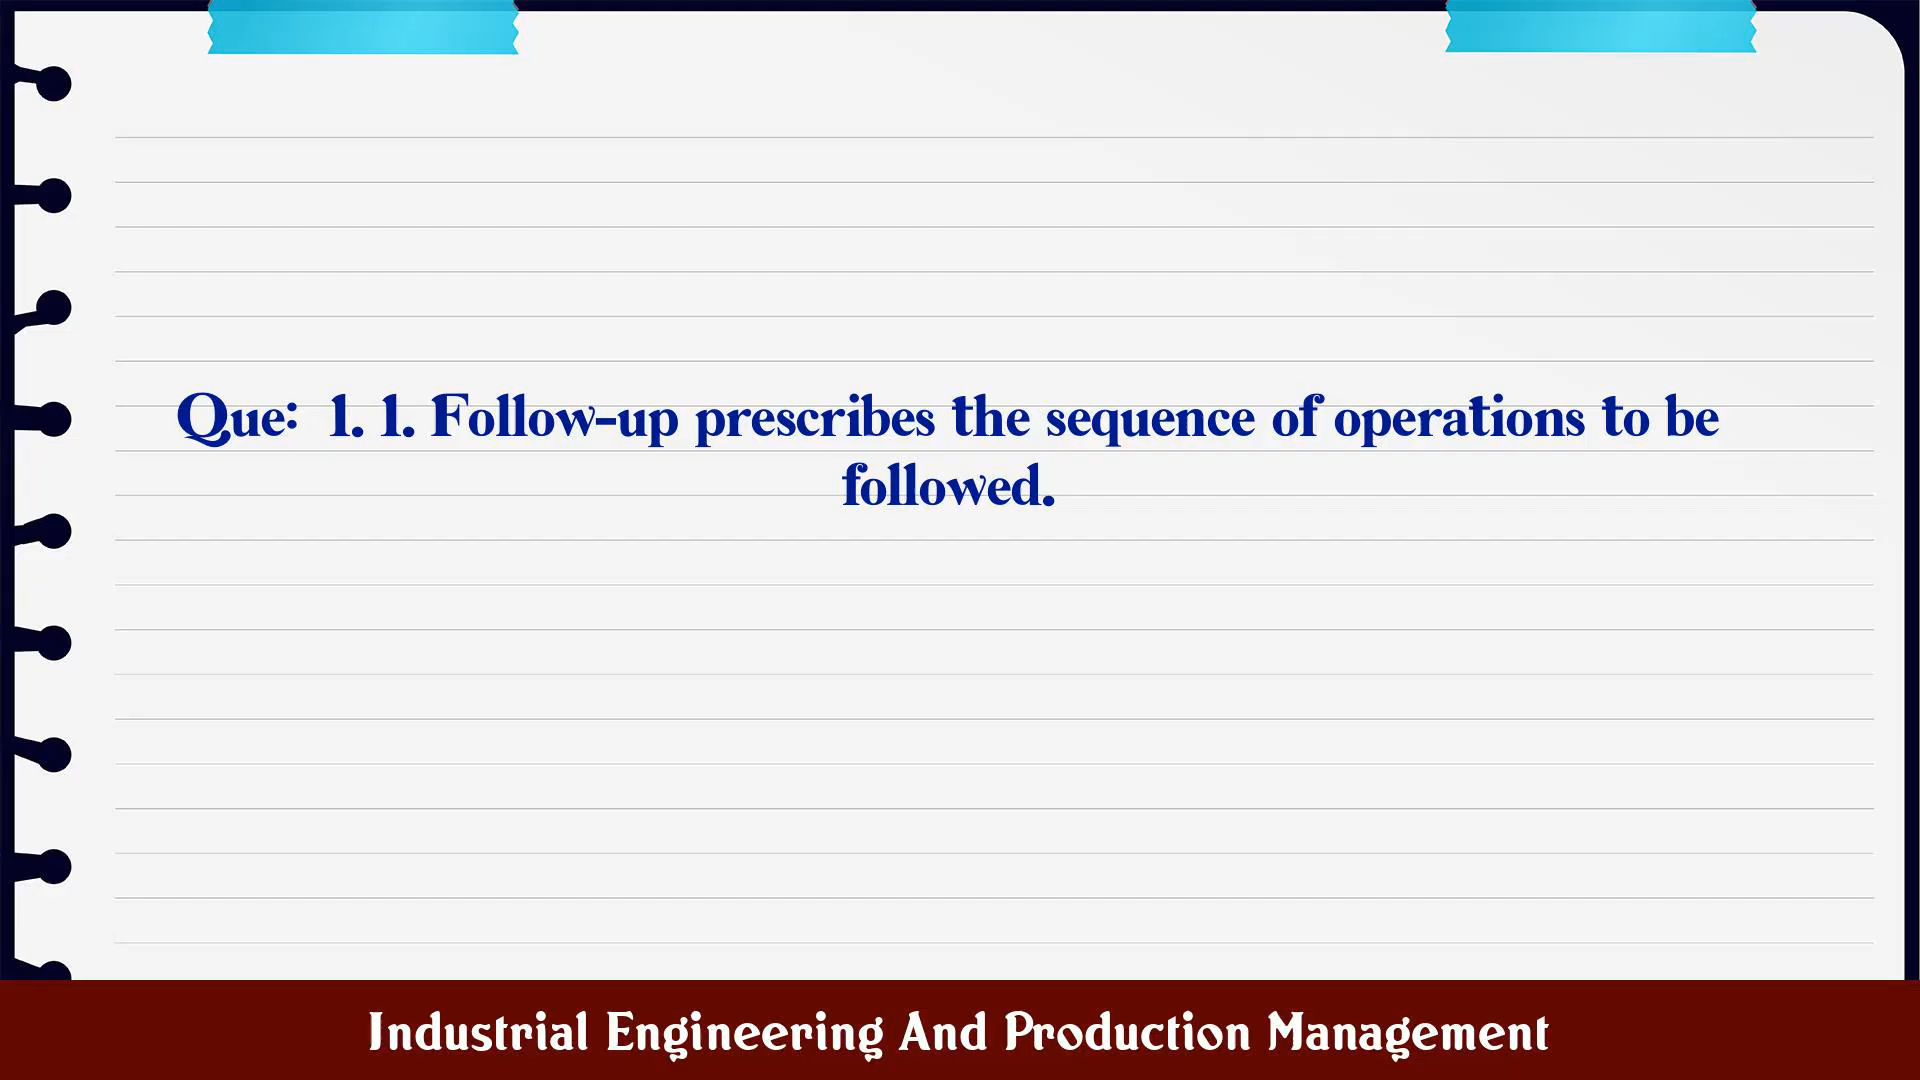 Que: 1. 1. Follow-up prescribes the sequence of operations to be
followed.
Industrial Engineering And Production Management